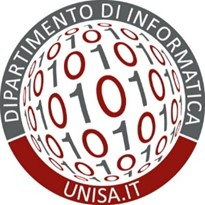 DIPARTIMENTO DI INFORMATICA
UNISA.IT